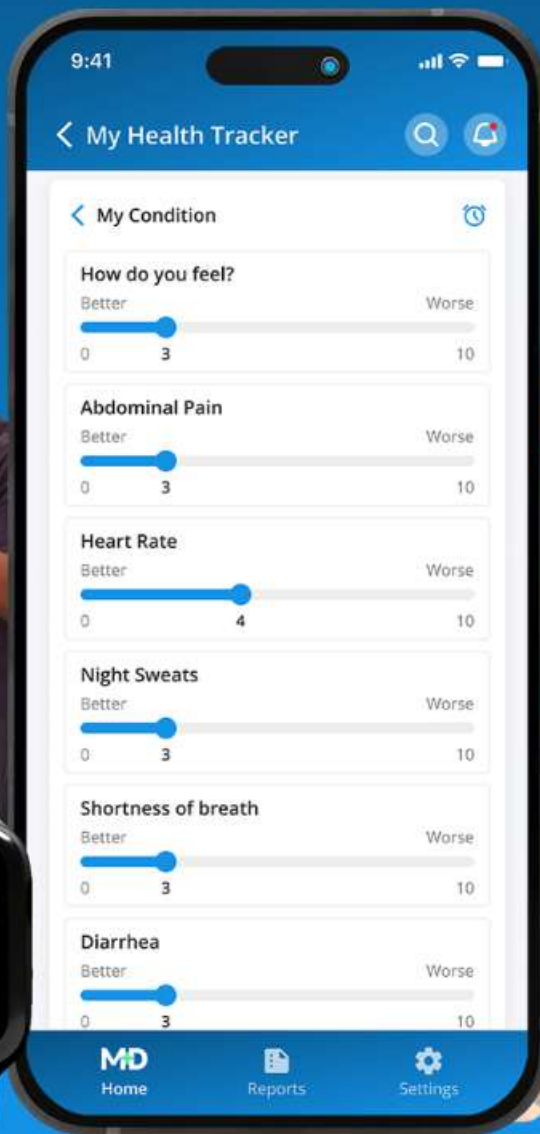 9:41
My Health Tracker
My Condition
How do you feel?
Better Worse
0 3 10
Abdominal Pain
Better Worse
0 3 10
Heart Rate
Better Worse
0 4 10
Night Sweats
Better Worse
0 3 10
Shortness of breath
Better Worse
0 3 10
Diarrhea
Better Worse
0 3 10
MD
Home Reports Settings